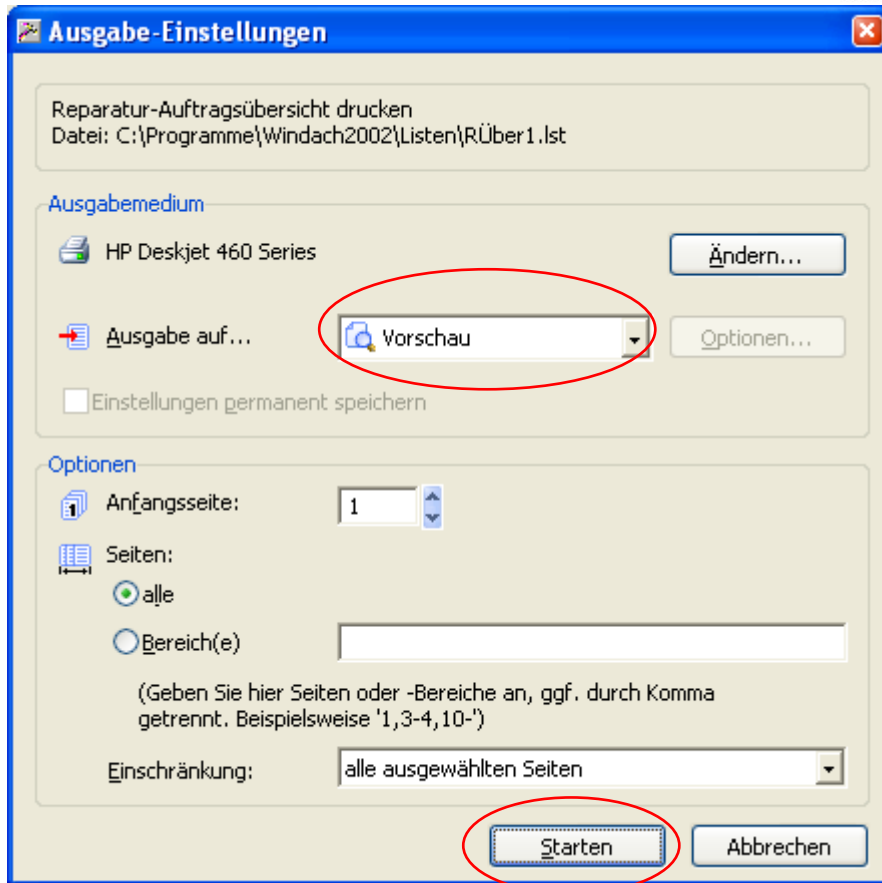 Ausgabe-Einstellungen
Reparatur-Auftragsübersicht drucken
Datei: C:\Programme\Windach2002\Listen\RÜber1.lst
Ausgabemedium
HP Deskjet 460 Series
Ändern...
Ausgabe auf...
Vorschau
Optionen...
Einstellungen permanent speichern
Optionen
Anfangsseite:
1
Seiten:
alle
Bereich(e)
(Geben Sie hier Seiten oder -Bereiche an, ggf. durch Komma
getrennt. Beispielsweise '1,3-4,10-')
Einschränkung:
alle ausgewählten Seiten
Starten
Abbrechen